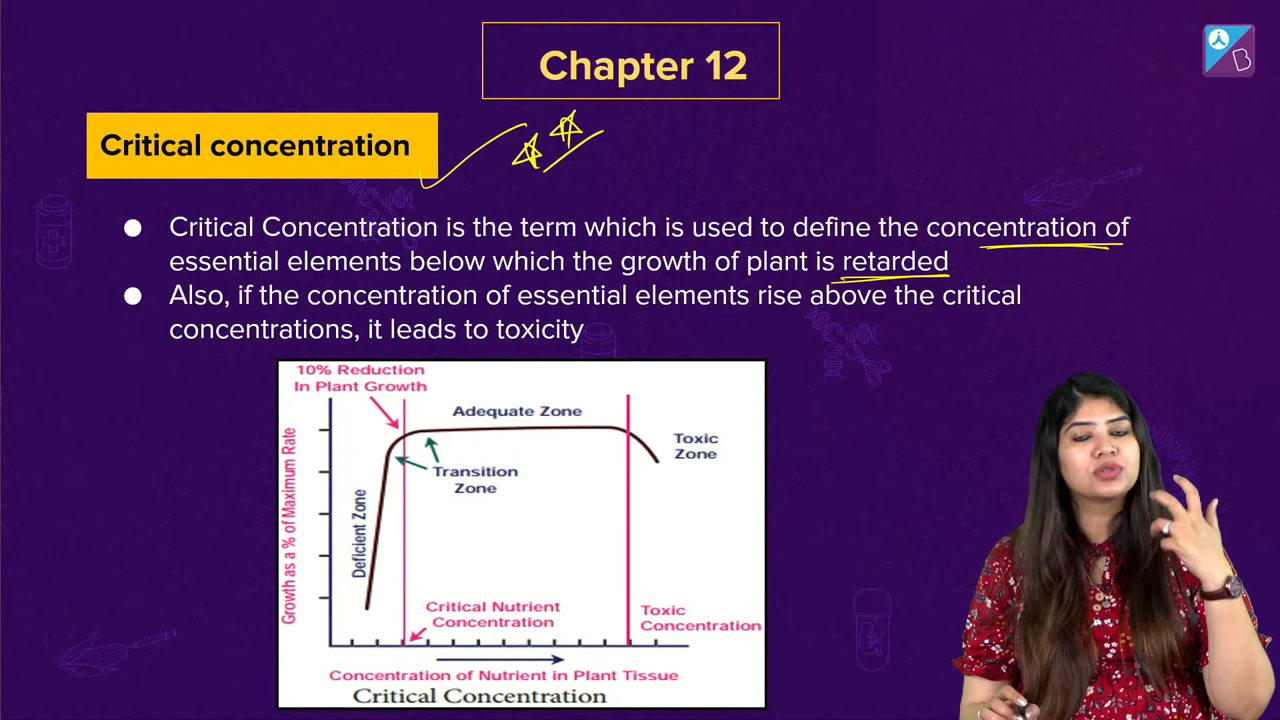 Chapter 12
B
Critical concentration
● Critical Concentration is the term which is used to define the concentration of
essential elements below which the growth of plant is retarded
● Also, if the concentration of essential elements rise above the critical
concentrations, it leads to toxicity
10% Reduction
In Plant Growth
Adequate Zone
Toxic
Zone
Transition
Zone
Deficient Zone
Growth as a % of Maximum Rate
Critical Nutrient
Concentration
Toxic
Concentration
Concentration of Nutrient in Plant Tissue
Critical Concentration